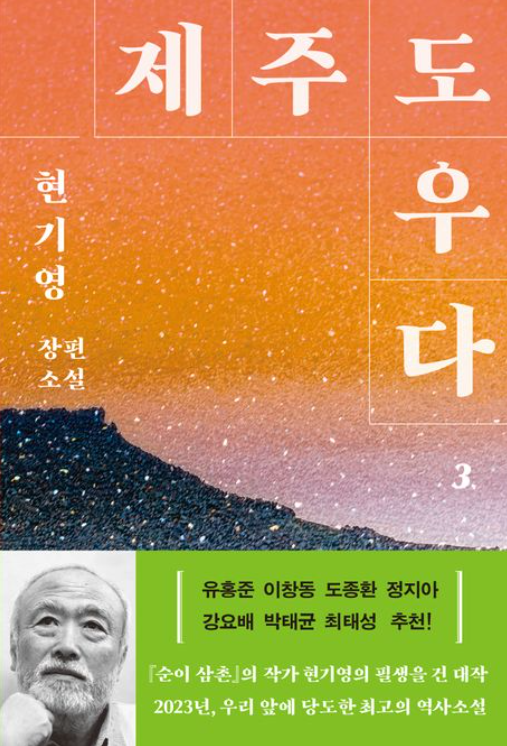 제주도
우
다
현기영
장편
소설
3
유홍준 이창동 도종환 정지아
강요배 박태균 최태성 추천!
『순이 삼촌』의 작가 현기영의 필생을 건 대작
2023년, 우리 앞에 당도한 최고의 역사소설